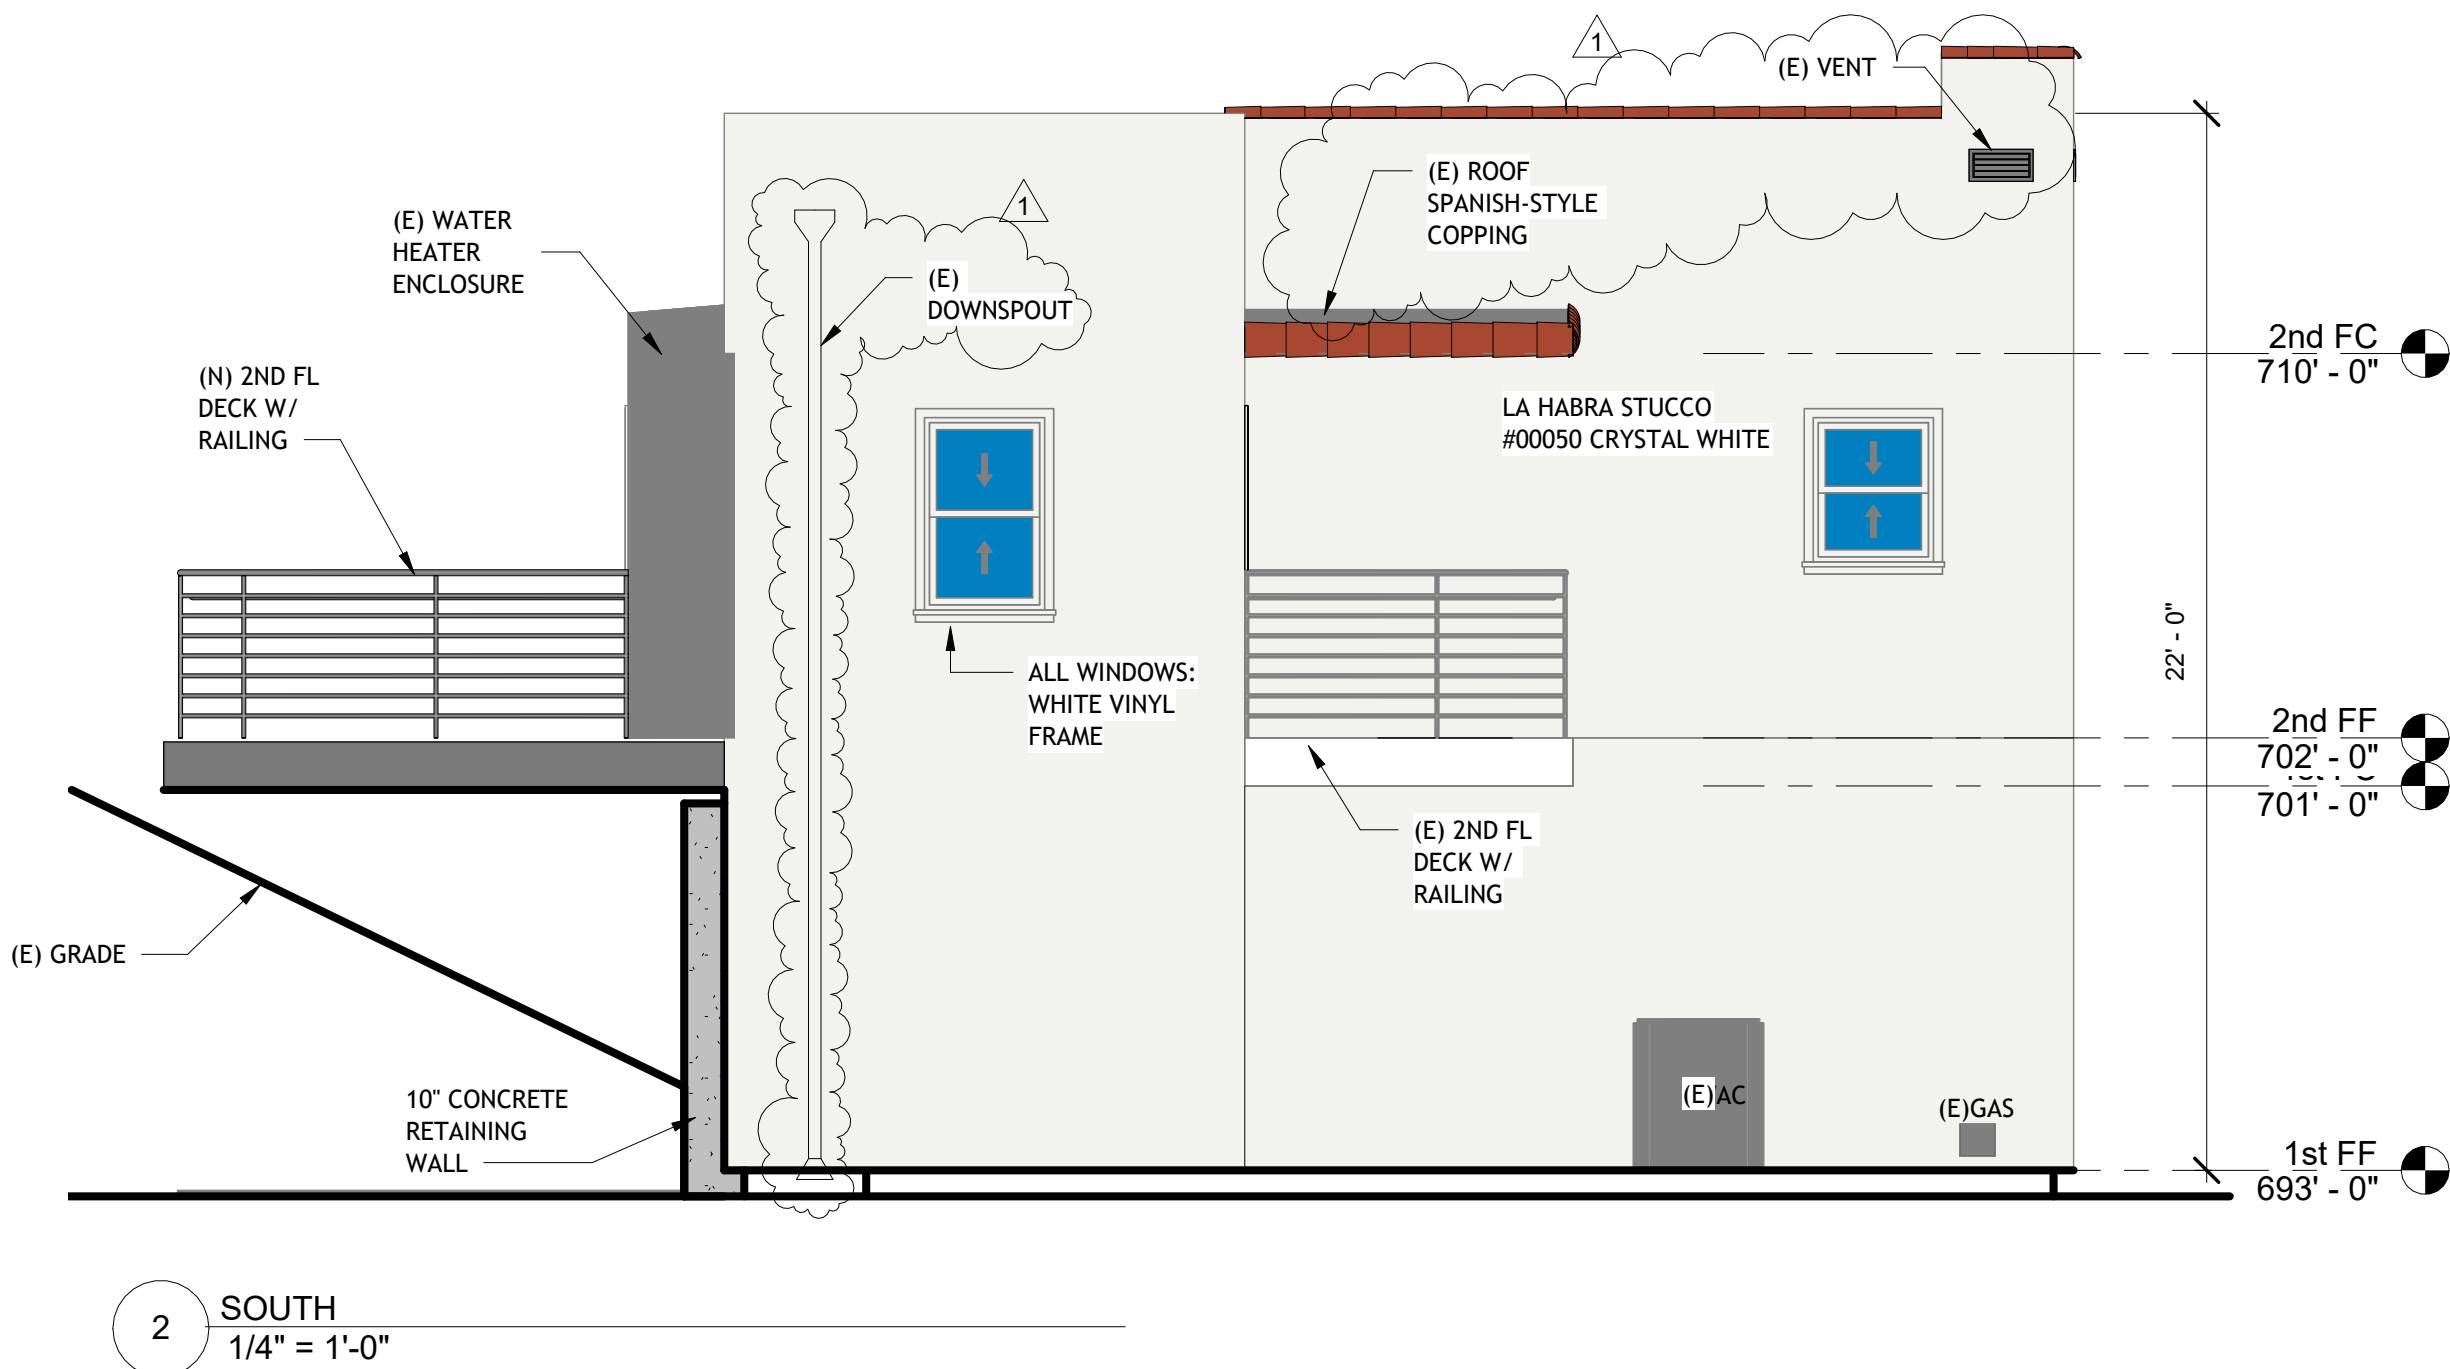 1
(E) VENT
(E) ROOF
SPANISH-STYLE
COPPING
1
(E) WATER
HEATER
ENCLOSURE
(E)
DOWNSPOUT
2nd FC
710' - 0"
(N) 2ND FL
DECK W/
RAILING
LA HABRA STUCCO
#00050 CRYSTAL WHITE
22' - 0"
ALL WINDOWS:
WHITE VINYL
FRAME
2nd FF
702' - 0"
701' - 0"
(E) 2ND FL
DECK W/
RAILING
(E) GRADE
10" CONCRETE
RETAINING
WALL
(E)AC
(E)GAS
1st FF
693' - 0"
2
SOUTH
1/4" = 1'-0"